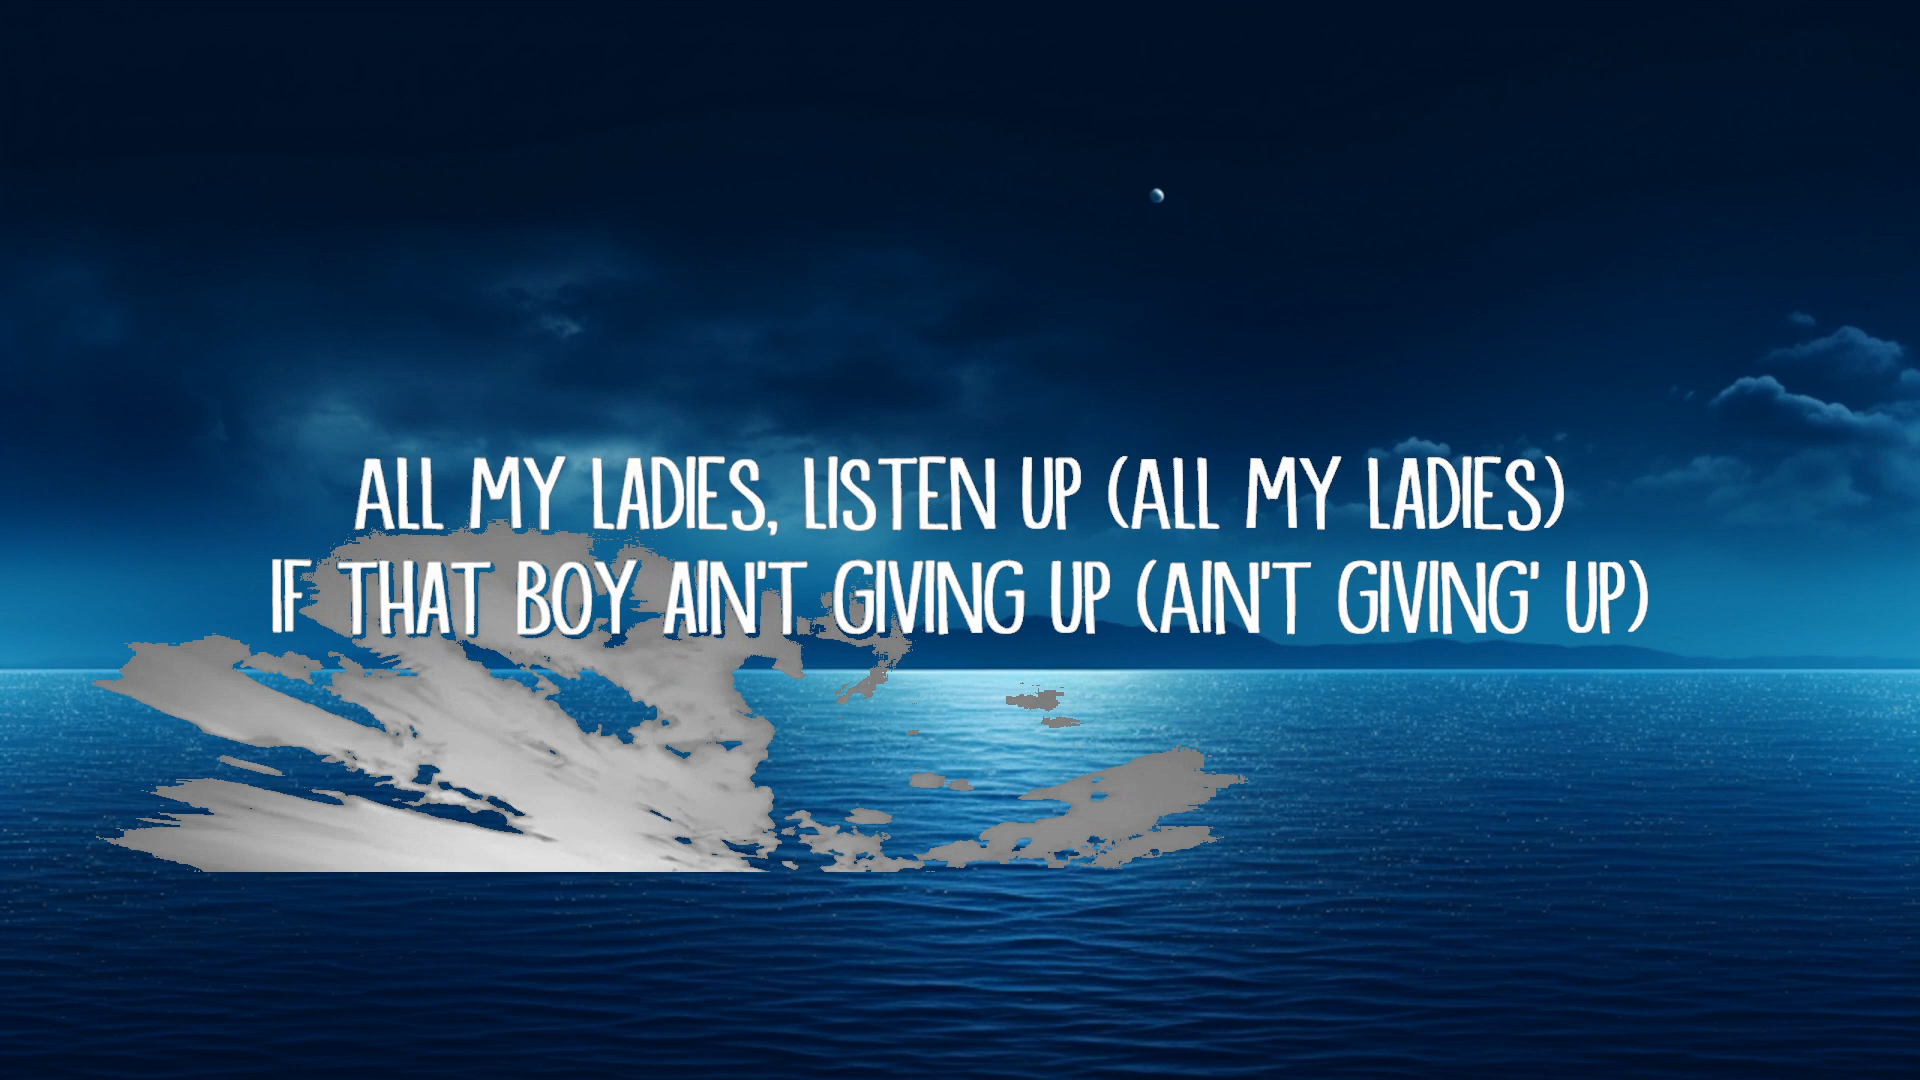 ALL MY LADIES, LISTEN UP (ALL MY LADIES)
IF THAT BOY AIN'T GIVING UP (AIN'T GIVING' UP)